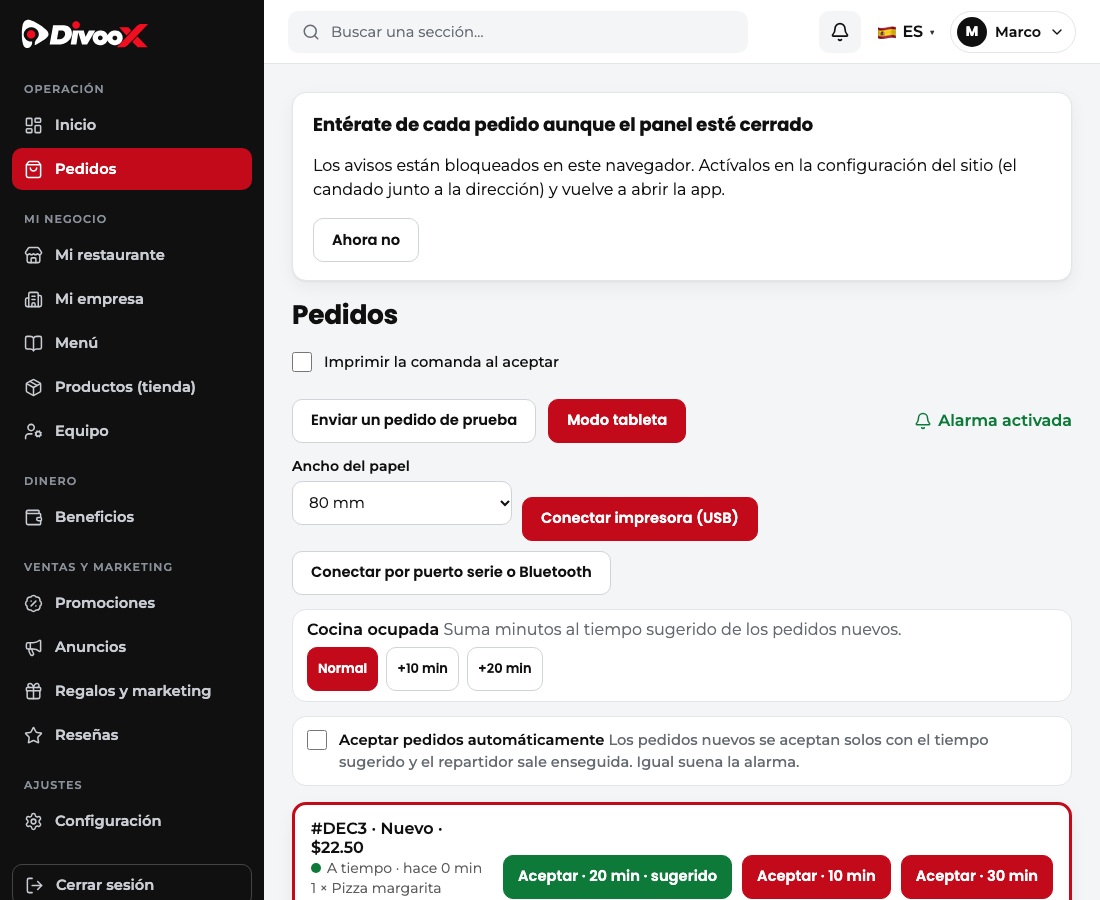 DivooX
OPERACIÓN
Inicio
Pedidos
MI NEGOCIO
Mi restaurante
Mi empresa
Menú
Productos (tienda)
Equipo
DINERO
Beneficios
VENTAS Y MARKETING
Promociones
Anuncios
Regalos y marketing
Reseñas
AJUSTES
Configuración
Cerrar sesión
Buscar una sección...
ES
M Marco
Entérate de cada pedido aunque el panel esté cerrado
Los avisos están bloqueados en este navegador. Actívalos en la configuración del sitio (el
candado junto a la dirección) y vuelve a abrir la app.
Ahora no
Pedidos
Imprimir la comanda al aceptar
Enviar un pedido de prueba
Modo tableta
Alarma activada
Ancho del papel
80 mm
Conectar impresora (USB)
Conectar por puerto serie o Bluetooth
Cocina ocupada Suma minutos al tiempo sugerido de los pedidos nuevos.
Normal
+10 min
+20 min
Aceptar pedidos automáticamente Los pedidos nuevos se aceptan solos con el tiempo
sugerido y el repartidor sale enseguida. Igual suena la alarma.
#DEC3 · Nuevo ·
$22.50
A tiempo · hace 0 min
1 × Pizza margarita
Aceptar · 20 min · sugerido
Aceptar · 10 min
Aceptar · 30 min